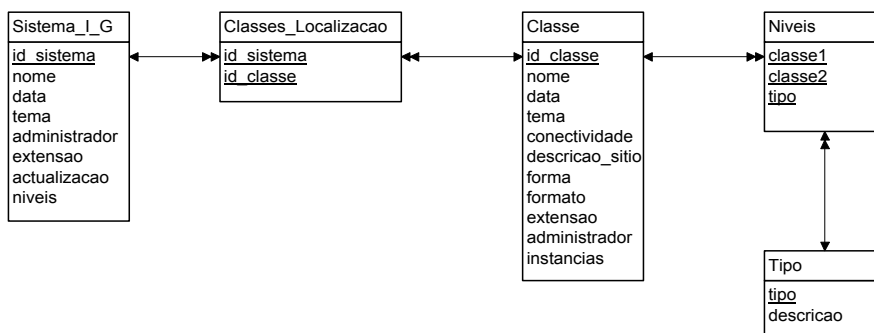 Sistema_I_G
id_sistema
nome
data
tema
administrador
extensao
actualizacao
niveis
Classes_Localizacao
id_sistema
id_classe
Classe
id_classe
nome
data
tema
conectividade
descricao_sitio
forma
formato
extensao
administrador
instancias
Niveis
classe1
classe2
tipo
Tipo
tipo
descricao